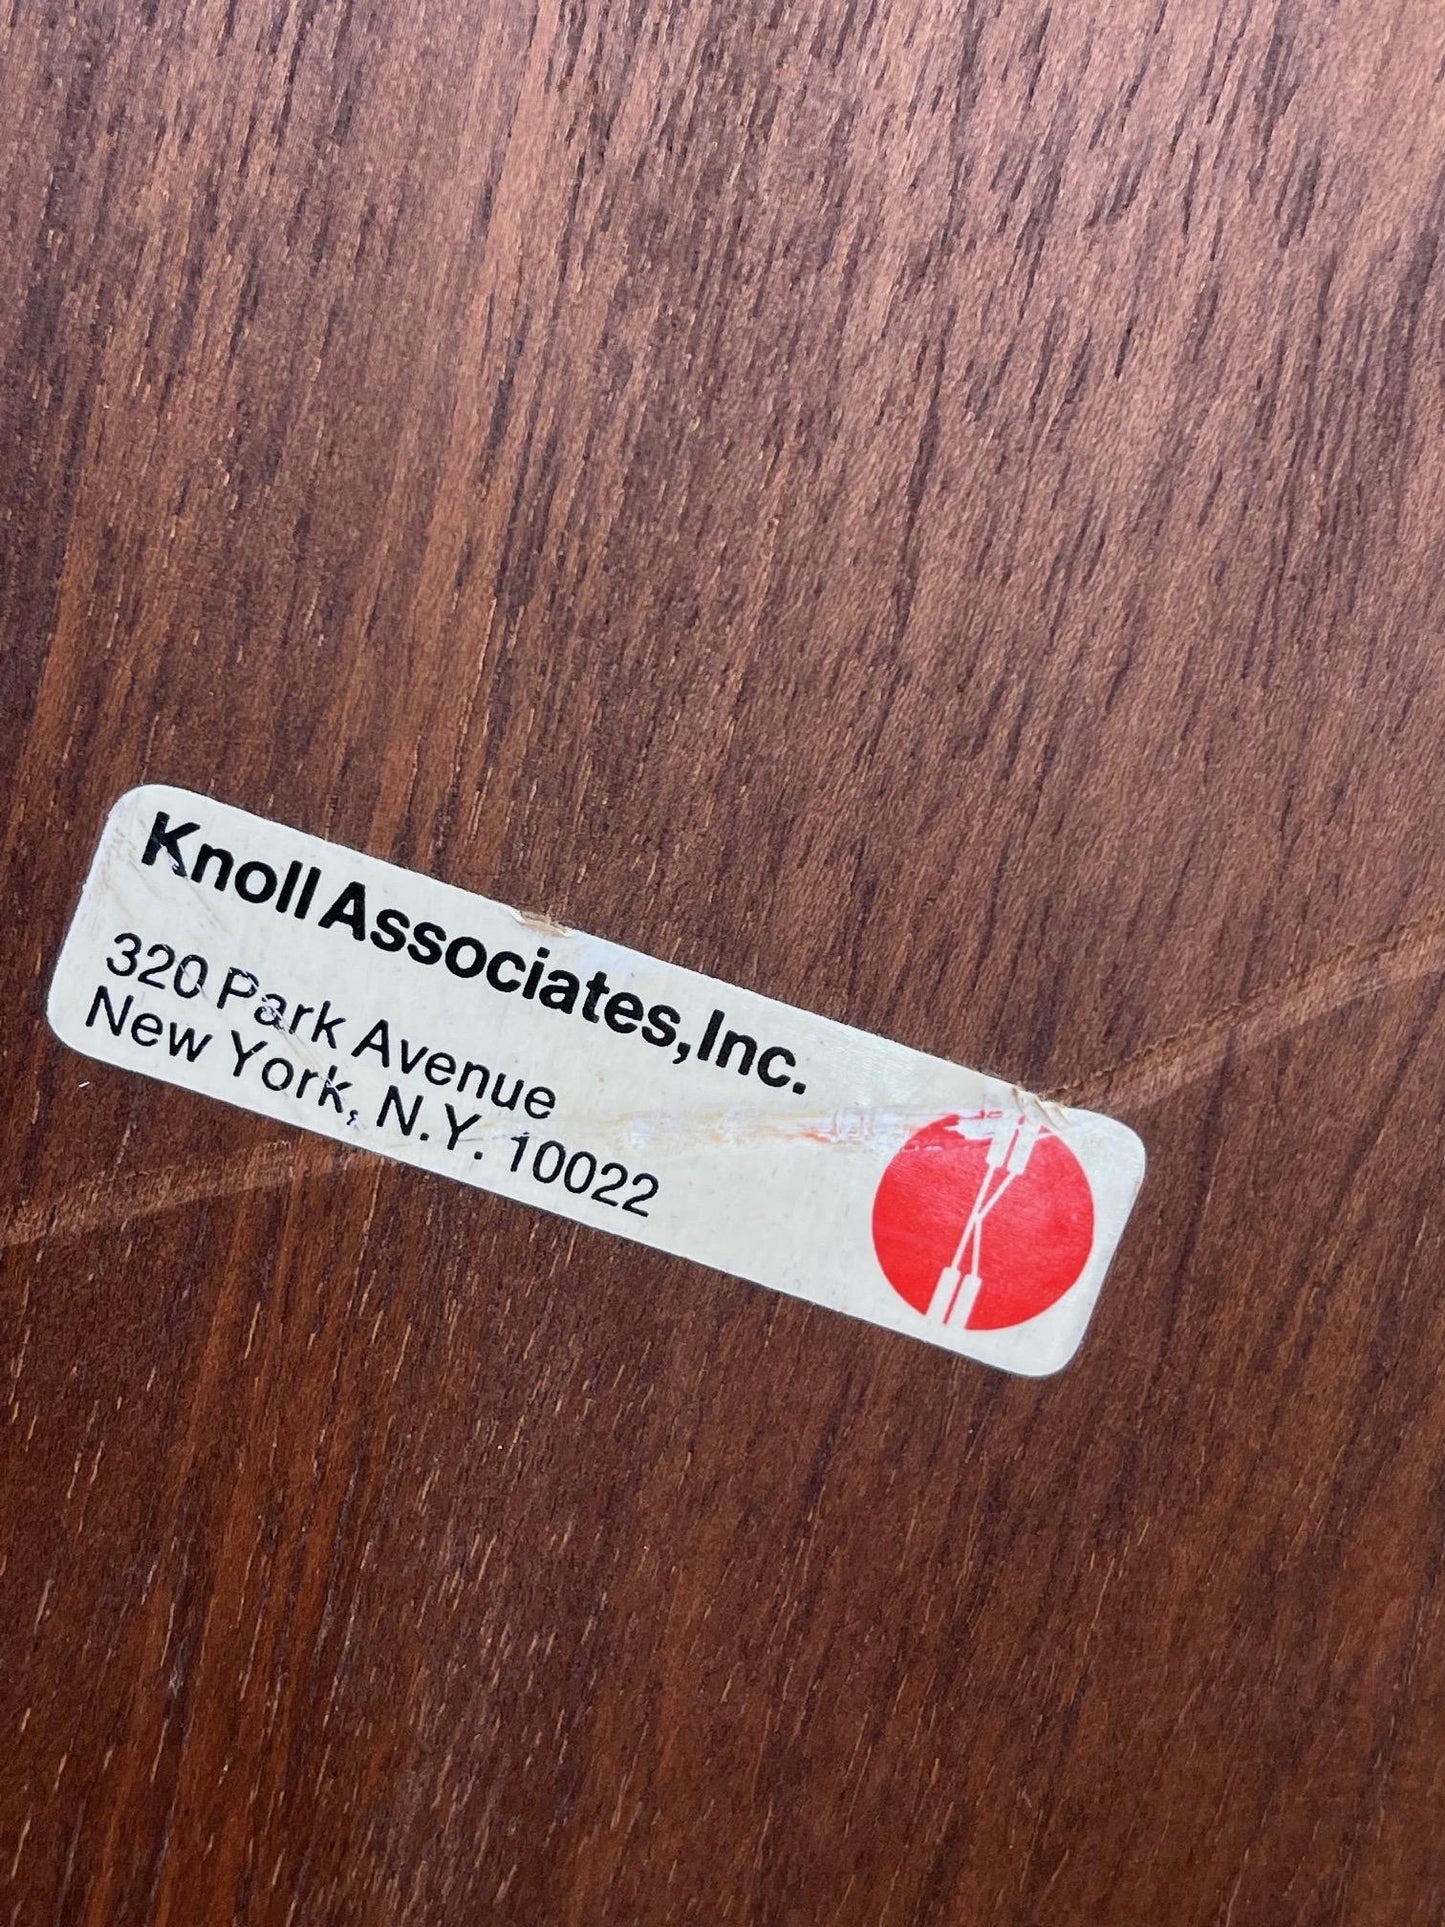 Knoll Associates, Inc.
320 Park Avenue
New York, N.Y. 10022